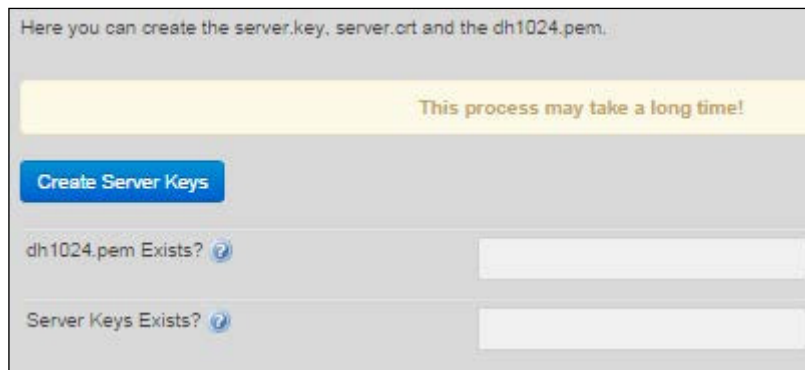 Here you can create the server.key, server.crt and the dh1024.pem.
This process may take a long time!
Create Server Keys
dh1024.pem Exists?
Server Keys Exists?